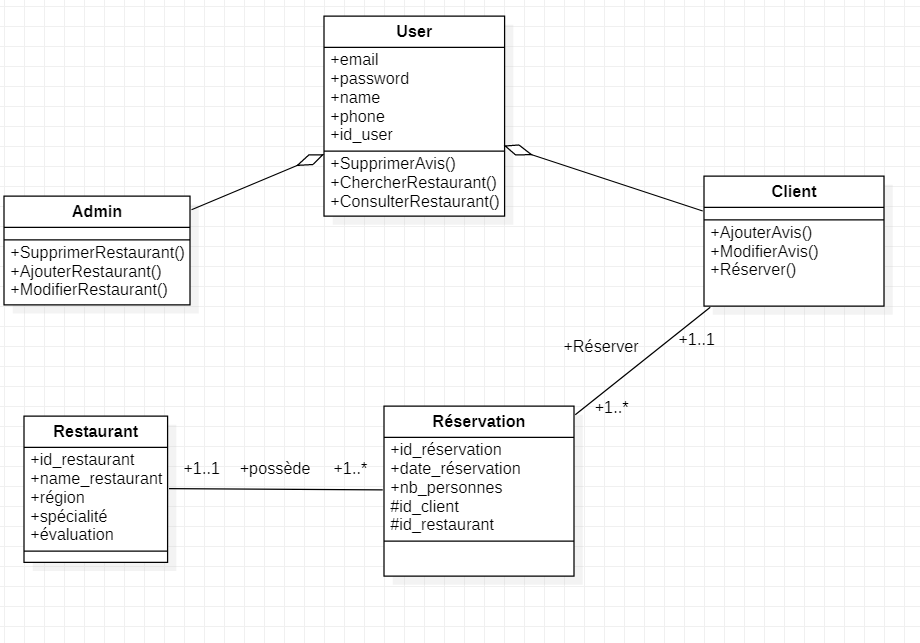 User
+email
+password
+name
+phone
+id_user
+SupprimerAvis()
+ChercherRestaurant()
+ConsulterRestaurant()
Admin
+SupprimerRestaurant()
+AjouterRestaurant()
+ModifierRestaurant()
Client
+AjouterAvis()
+ModifierAvis()
+Réserver()
+Réserver
+1..1
+1..*
Restaurant
+id_restaurant
+name_restaurant
+région
+spécialité
+évaluation
+1..1 +possède +1..*
Réservation
+id_réservation
+date_réservation
+nb_personnes
#id_client
#id_restaurant